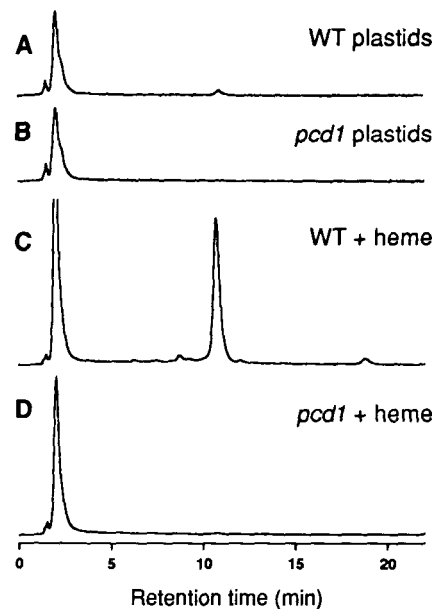 A WT plastids
B pcd1 plastids
C WT + heme
D pcd1 + heme
0 5 10 15 20
Retention time (min)